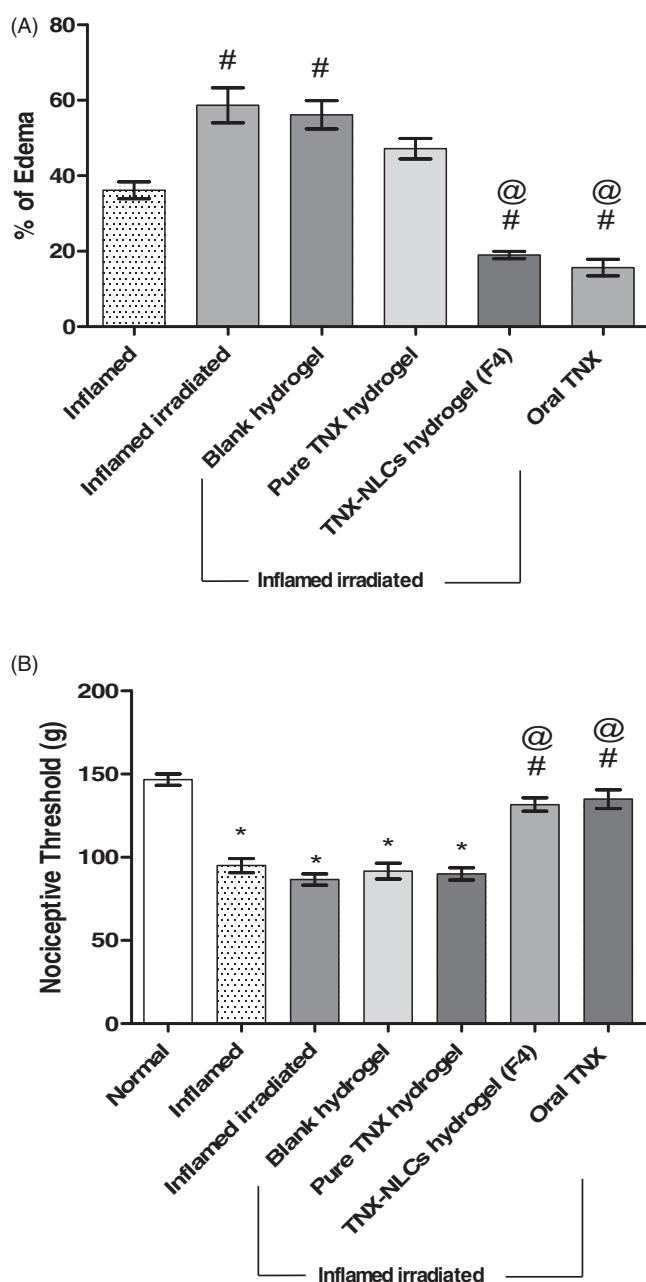 (A)
% of Edema
80
60
40
20
0
#
#
@
#
@
#
Inflamed
Inflamed irradiated
Blank hydrogel
Pure TNX hydrogel
TNX-NLCs hydrogel (F4)
Oral TNX
Inflamed irradiated
(B)
Nociceptive Threshold (g)
200
150
100
50
0
*
*
*
*
@
#
@
#
Normal
Inflamed
Inflamed irradiated
Blank hydrogel
Pure TNX hydrogel
TNX-NLCs hydrogel (F4)
Oral TNX
Inflamed irradiated